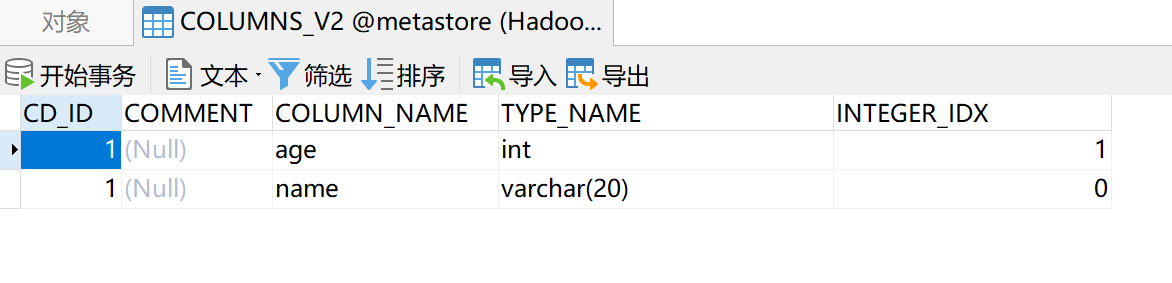 对象 COLUMNS_V2 @metastore (Hadoo...
开始事务 文本 筛选 排序 导入 导出
CD_ID COMMENT COLUMN_NAME TYPE_NAME INTEGER_IDX
1 (Null) age int 1
1 (Null) name varchar(20) 0